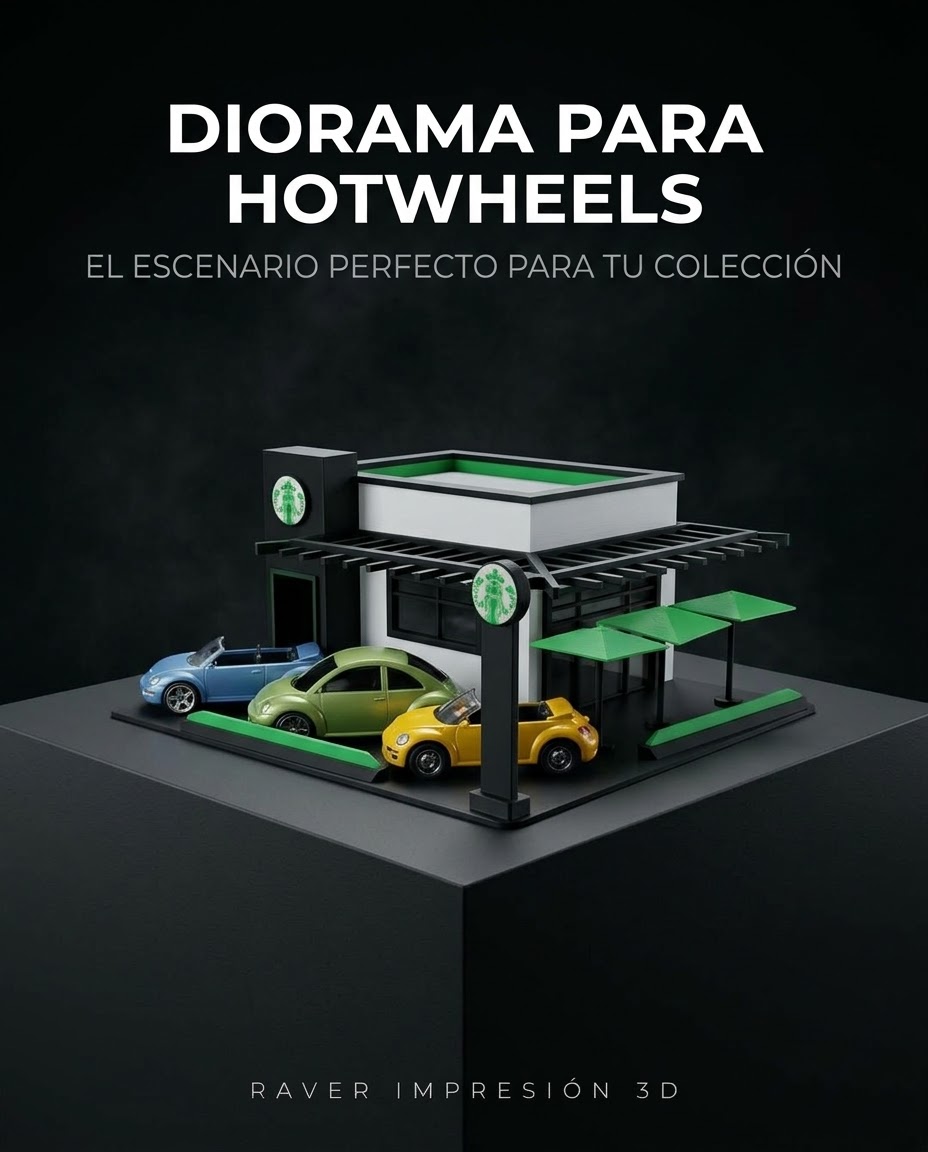 DIORAMA PARA
HOTWHEELS
EL ESCENARIO PERFECTO PARA TU COLECCIÓN
RAVER IMPRESIÓN 3D